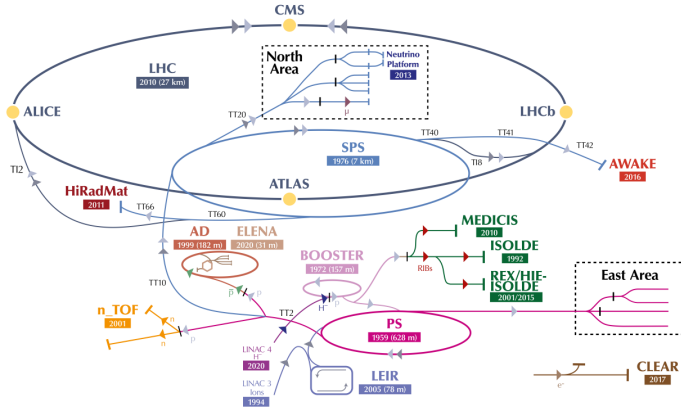 CMS
North
Area
Neutrino
Platform
2013
LHC
2010 (27 km)
ALICE
LHCb
TT20
μ
TT40
TT41
TT42
TI8
TI2
SPS
1976 (7 km)
AWAKE
2016
HiRadMat
2011
TT66
TT60
ATLAS
AD
1999 (182 m)
ELENA
2020 (31 m)
MEDICIS
2010
BOOSTER
1972 (157 m)
ISOLDE
1992
RIBs
REX/HIE-
ISOLDE
2001/2015
East Area
TT10
p
p
p
H⁻
TT2
n_TOF
2001
n
n
p
PS
1959 (628 m)
LINAC 4
H⁻
2020
LINAC 3
Ions
1994
LEIR
2005 (78 m)
e⁻
CLEAR
2017